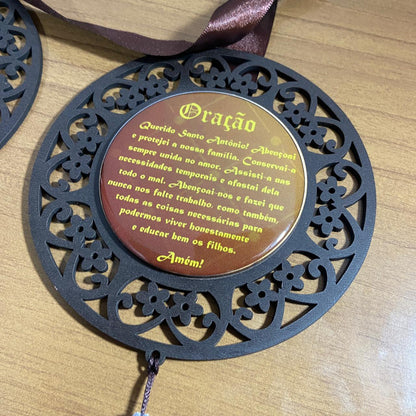 Oração
Querido Santo Antônio! Abençoai
e protejei a nossa família. Conservai-a
sempre unida no amor. Assisti-a nas
necessidades temporais e afastai dela
todo o mal. Abençoai-nos e fazei que
nunca nos falte trabalho, como também,
todas as coisas necessárias para
podermos viver honestamente
e educar bem os filhos.
Amém!